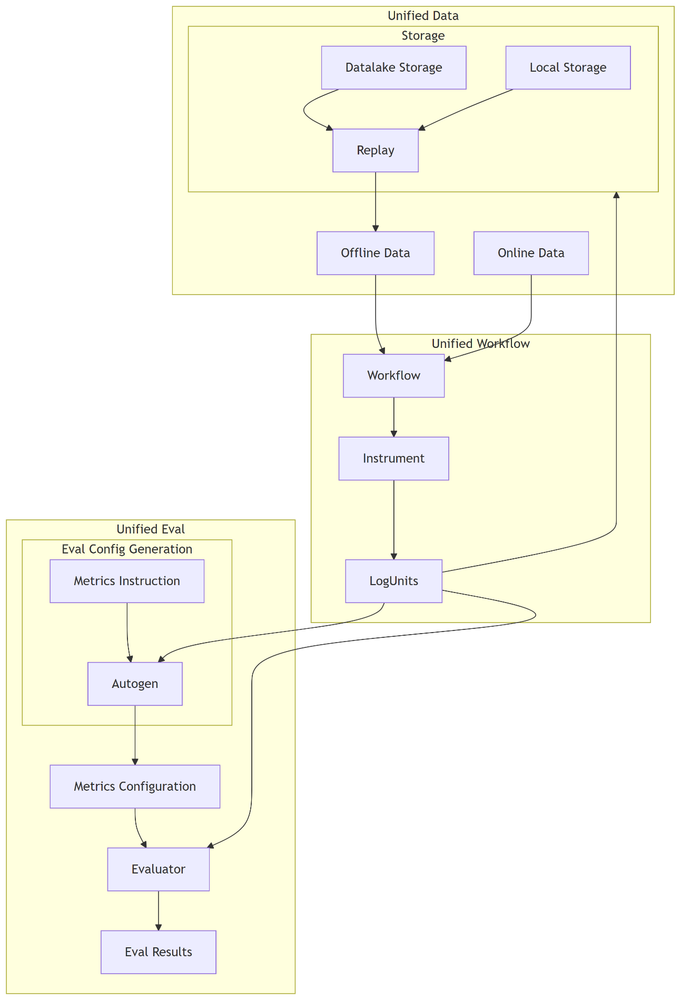 Unified Data
Storage
Datalake Storage
Local Storage
Replay
Offline Data
Online Data
Unified Workflow
Workflow
Instrument
LogUnits
Unified Eval
Eval Config Generation
Metrics Instruction
Autogen
Metrics Configuration
Evaluator
Eval Results